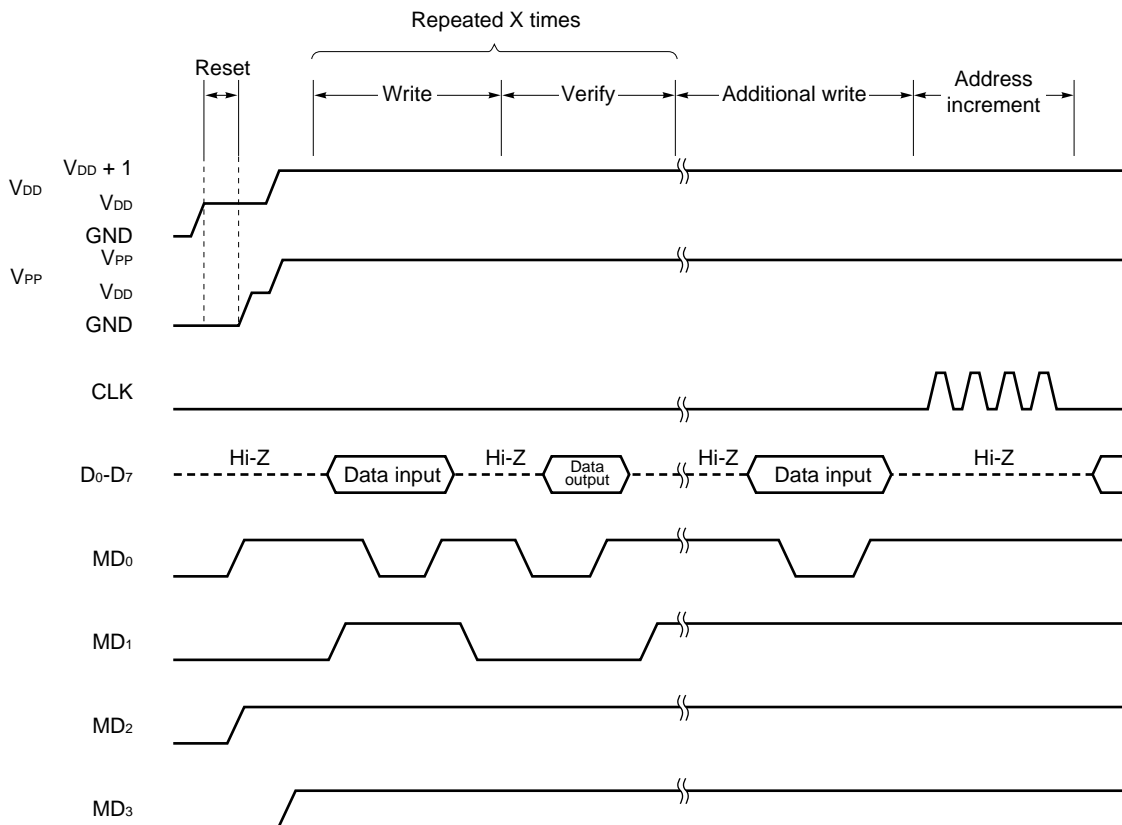 Repeated X times
Reset
Write
Verify
Additional write
Address
increment
VDD
VDD + 1
VDD
GND
VPP
VPP
VDD
GND
CLK
D0-D7
Hi-Z
Data input
Hi-Z
Data
output
Hi-Z
Data input
Hi-Z
MD0
MD1
MD2
MD3